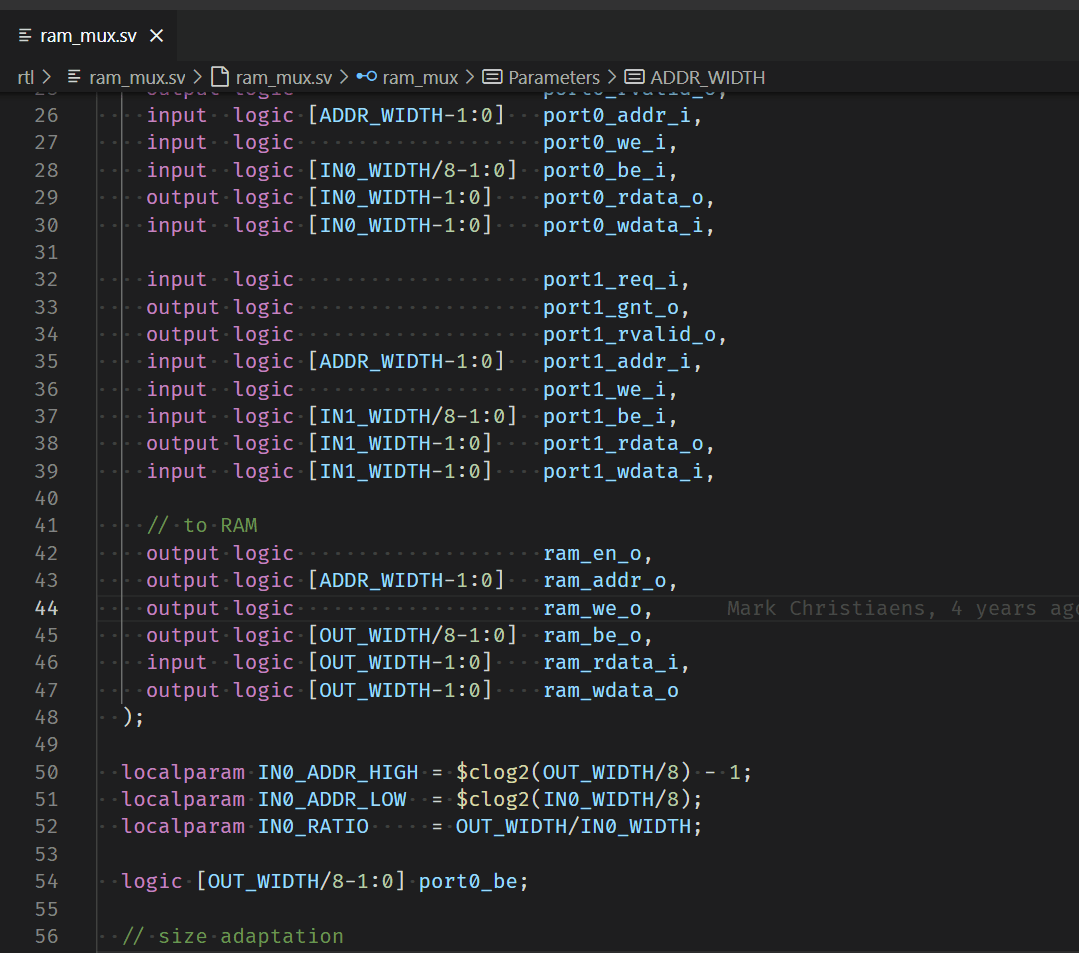 ram_mux.sv
rtl > ram_mux.sv > ram_mux.sv > ram_mux > Parameters > ADDR_WIDTH
25 output logic port0_rvalid_o,
26 input logic [ADDR_WIDTH-1:0] port0_addr_i,
27 input logic port0_we_i,
28 input logic [IN0_WIDTH/8-1:0] port0_be_i,
29 output logic [IN0_WIDTH-1:0] port0_rdata_o,
30 input logic [IN0_WIDTH-1:0] port0_wdata_i,
31
32 input logic port1_req_i,
33 output logic port1_gnt_o,
34 output logic port1_rvalid_o,
35 input logic [ADDR_WIDTH-1:0] port1_addr_i,
36 input logic port1_we_i,
37 input logic [IN1_WIDTH/8-1:0] port1_be_i,
38 output logic [IN1_WIDTH-1:0] port1_rdata_o,
39 input logic [IN1_WIDTH-1:0] port1_wdata_i,
40
41 // to RAM
42 output logic ram_en_o,
43 output logic [ADDR_WIDTH-1:0] ram_addr_o,
44 output logic ram_we_o, Mark Christiaens, 4 years ago
45 output logic [OUT_WIDTH/8-1:0] ram_be_o,
46 input logic [OUT_WIDTH-1:0] ram_rdata_i,
47 output logic [OUT_WIDTH-1:0] ram_wdata_o
48 );
49
50 localparam IN0_ADDR_HIGH = $clog2(OUT_WIDTH/8) - 1;
51 localparam IN0_ADDR_LOW = $clog2(IN0_WIDTH/8);
52 localparam IN0_RATIO = OUT_WIDTH/IN0_WIDTH;
53
54 logic [OUT_WIDTH/8-1:0] port0_be;
55
56 // size adaptation